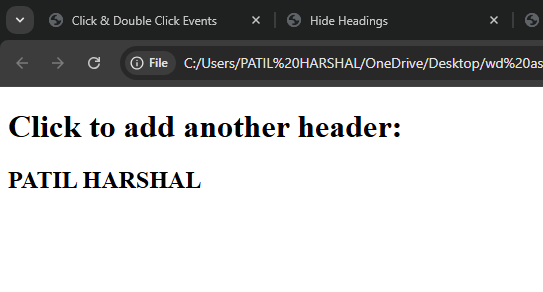 Click & Double Click Events
Hide Headings
File C:/Users/PATIL%20HARSHAL/OneDrive/Desktop/wd%20as
Click to add another header:
PATIL HARSHAL